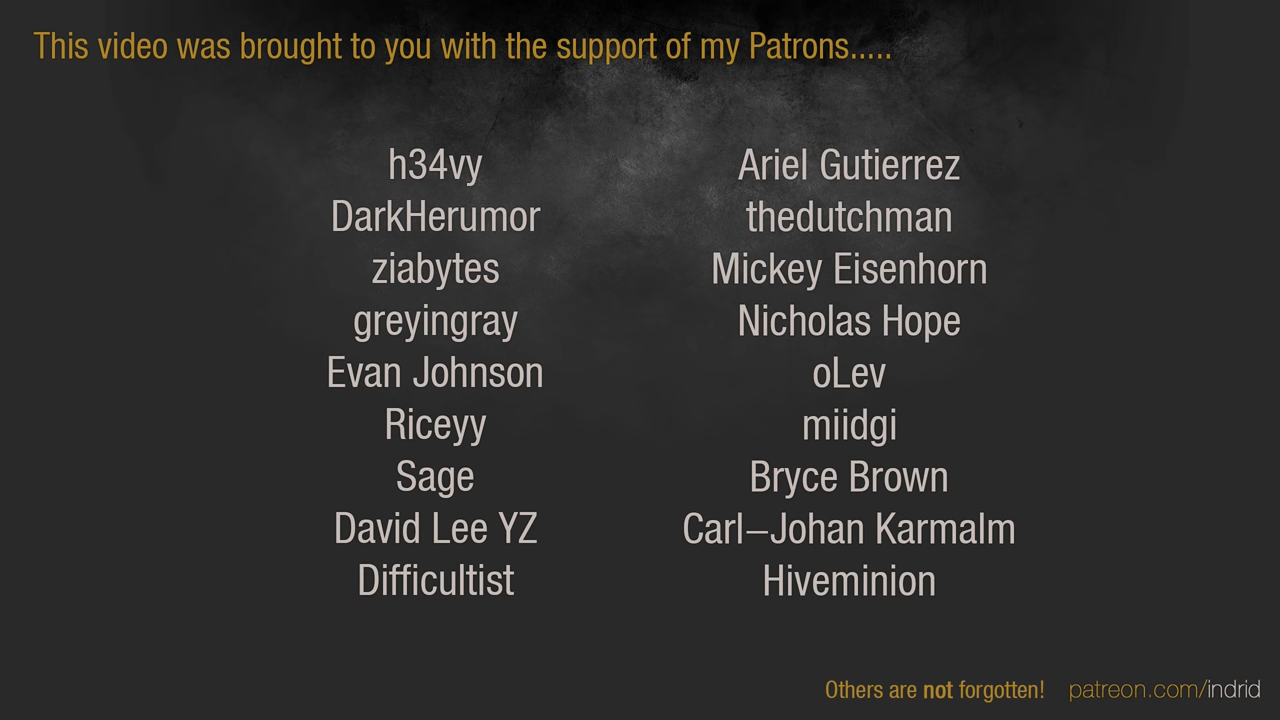 This video was brought to you with the support of my Patrons.....
h34vy
DarkHerumor
ziabytes
greyingray
Evan Johnson
Riceyy
Sage
David Lee YZ
Difficultist
Ariel Gutierrez
thedutchman
Mickey Eisenhorn
Nicholas Hope
oLev
miidgi
Bryce Brown
Carl–Johan Karmalm
Hiveminion
Others are not forgotten! patreon.com/indrid